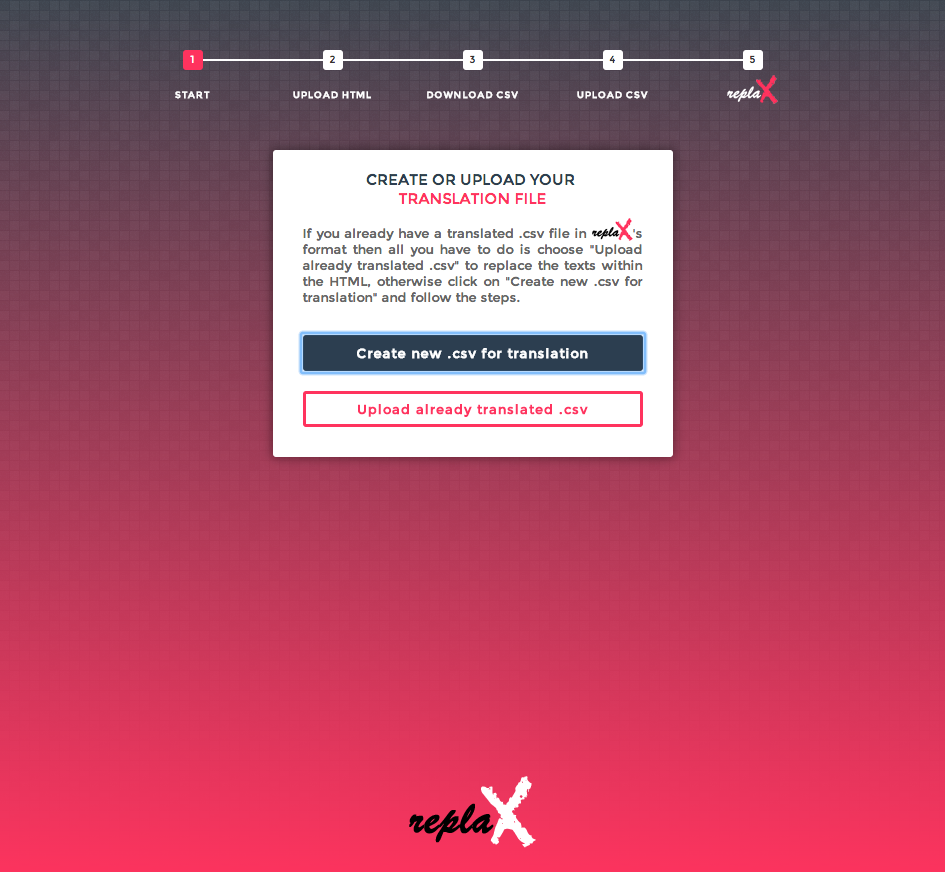 1 2 3 4 5
START UPLOAD HTML DOWNLOAD CSV UPLOAD CSV replaX
CREATE OR UPLOAD YOUR
TRANSLATION FILE
If you already have a translated .csv file in replaX's
format then all you have to do is choose "Upload
already translated .csv" to replace the texts within
the HTML, otherwise click on "Create new .csv for
translation" and follow the steps.
Create new .csv for translation
Upload already translated .csv
replaX